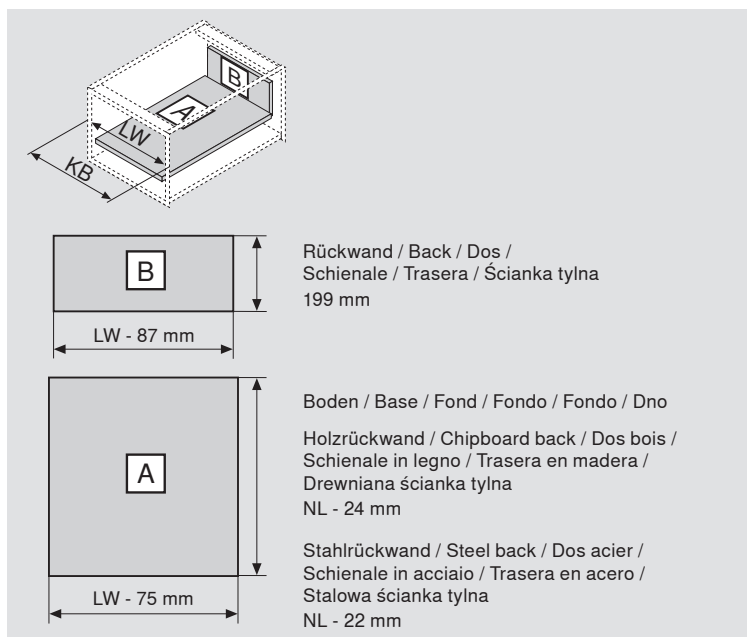 B
A
LW
KB
B
Rückwand / Back / Dos /
Schienale / Trasera / Ścianka tylna
199 mm
LW - 87 mm
A
Boden / Base / Fond / Fondo / Fondo / Dno
Holzrückwand / Chipboard back / Dos bois /
Schienale in legno / Trasera en madera /
Drewniana ścianka tylna
NL - 24 mm
Stahlrückwand / Steel back / Dos acier /
Schienale in acciaio / Trasera en acero /
Stalowa ścianka tylna
NL - 22 mm
LW - 75 mm